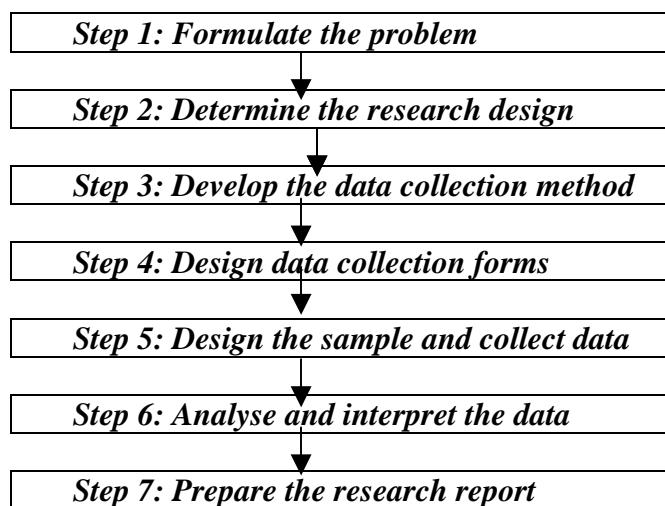 Step 1: Formulate the problem
Step 2: Determine the research design
Step 3: Develop the data collection method
Step 4: Design data collection forms
Step 5: Design the sample and collect data
Step 6: Analyse and interpret the data
Step 7: Prepare the research report